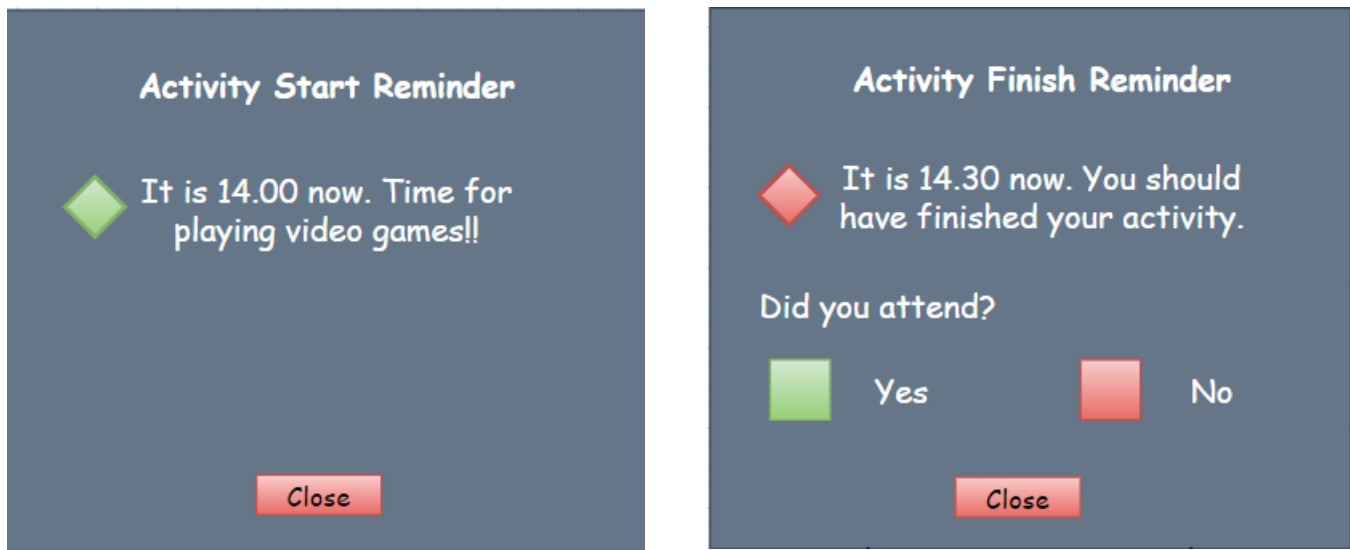 Activity Start Reminder
It is 14.00 now. Time for
playing video games!!
Close
Activity Finish Reminder
It is 14.30 now. You should
have finished your activity.
Did you attend?
Yes
No
Close